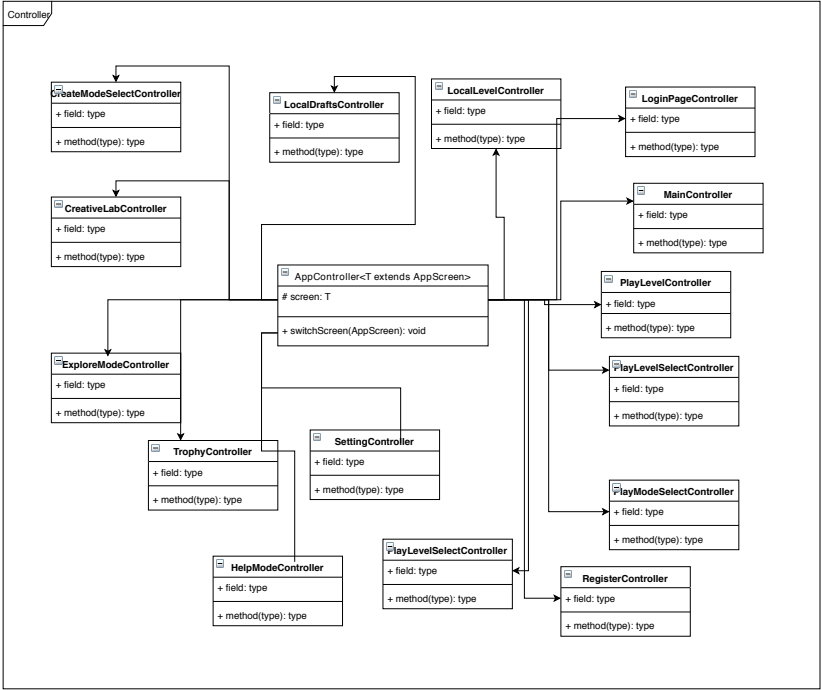 Controller
CreateModeSelectController
+ field: type
+ method(type): type
LocalDraftsController
+ field: type
+ method(type): type
LocalLevelController
+ field: type
+ method(type): type
LoginPageController
+ field: type
+ method(type): type
CreativeLabController
+ field: type
+ method(type): type
MainController
+ field: type
+ method(type): type
AppController<T extends AppScreen>
# screen: T
+ switchScreen(AppScreen): void
PlayLevelController
+ field: type
+ method(type): type
ExploreModeController
+ field: type
+ method(type): type
PlayLevelSelectController
+ field: type
+ method(type): type
TrophyController
+ field: type
+ method(type): type
SettingController
+ field: type
+ method(type): type
PlayModeSelectController
+ field: type
+ method(type): type
HelpModeController
+ field: type
+ method(type): type
PlayLevelSelectController
+ field: type
+ method(type): type
RegisterController
+ field: type
+ method(type): type